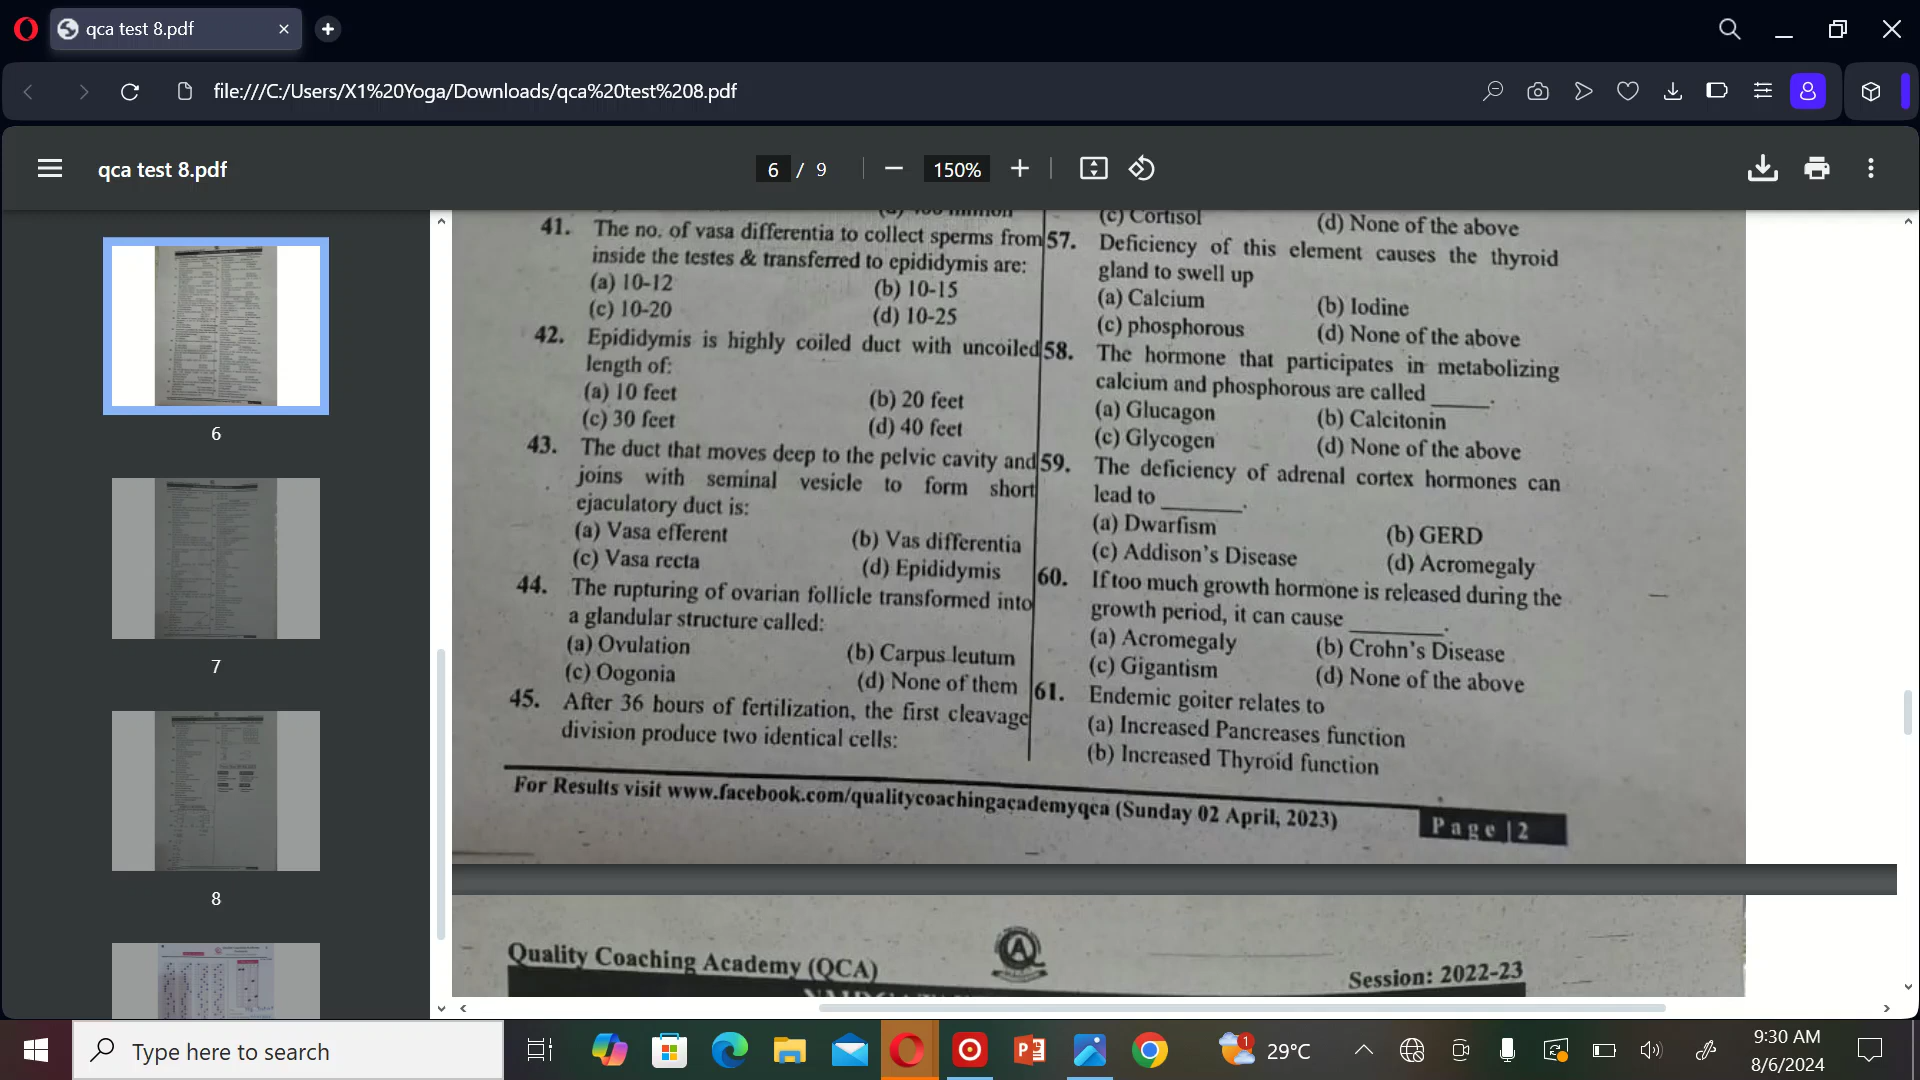 qca test 8.pdf
file:///C:/Users/X1%20Yoga/Downloads/qca%20test%208.pdf
qca test 8.pdf
6 / 9
150%
6
7
8
41. The no. of vasa differentia to collect sperms from
inside the testes & transferred to epididymis are:
(a) 10-12 (b) 10-15
(c) 10-20 (d) 10-25
42. Epididymis is highly coiled duct with uncoiled
length of:
(a) 10 feet (b) 20 feet
(c) 30 feet (d) 40 feet
43. The duct that moves deep to the pelvic cavity and
joins with seminal vesicle to form short
ejaculatory duct is:
(a) Vasa efferent (b) Vas differentia
(c) Vasa recta (d) Epididymis
44. The rupturing of ovarian follicle transformed into
a glandular structure called:
(a) Ovulation (b) Carpus leutum
(c) Oogonia (d) None of them
45. After 36 hours of fertilization, the first cleavage
division produce two identical cells:
(c) Cortisol (d) None of the above
57. Deficiency of this element causes the thyroid
gland to swell up
(a) Calcium (b) Iodine
(c) phosphorous (d) None of the above
58. The hormone that participates in metabolizing
calcium and phosphorous are called ______.
(a) Glucagon (b) Calcitonin
(c) Glycogen (d) None of the above
59. The deficiency of adrenal cortex hormones can
lead to ________.
(a) Dwarfism (b) GERD
(c) Addison's Disease (d) Acromegaly
60. If too much growth hormone is released during the
growth period, it can cause ________.
(a) Acromegaly (b) Crohn's Disease
(c) Gigantism (d) None of the above
61. Endemic goiter relates to
(a) Increased Pancreases function
(b) Increased Thyroid function
For Results visit www.facebook.com/qualitycoachingacademyqca (Sunday 02 April, 2023)
Page | 2
Quality Coaching Academy (QCA)
Session: 2022-23
Type here to search
1
29°C
9:30 AM
8/6/2024